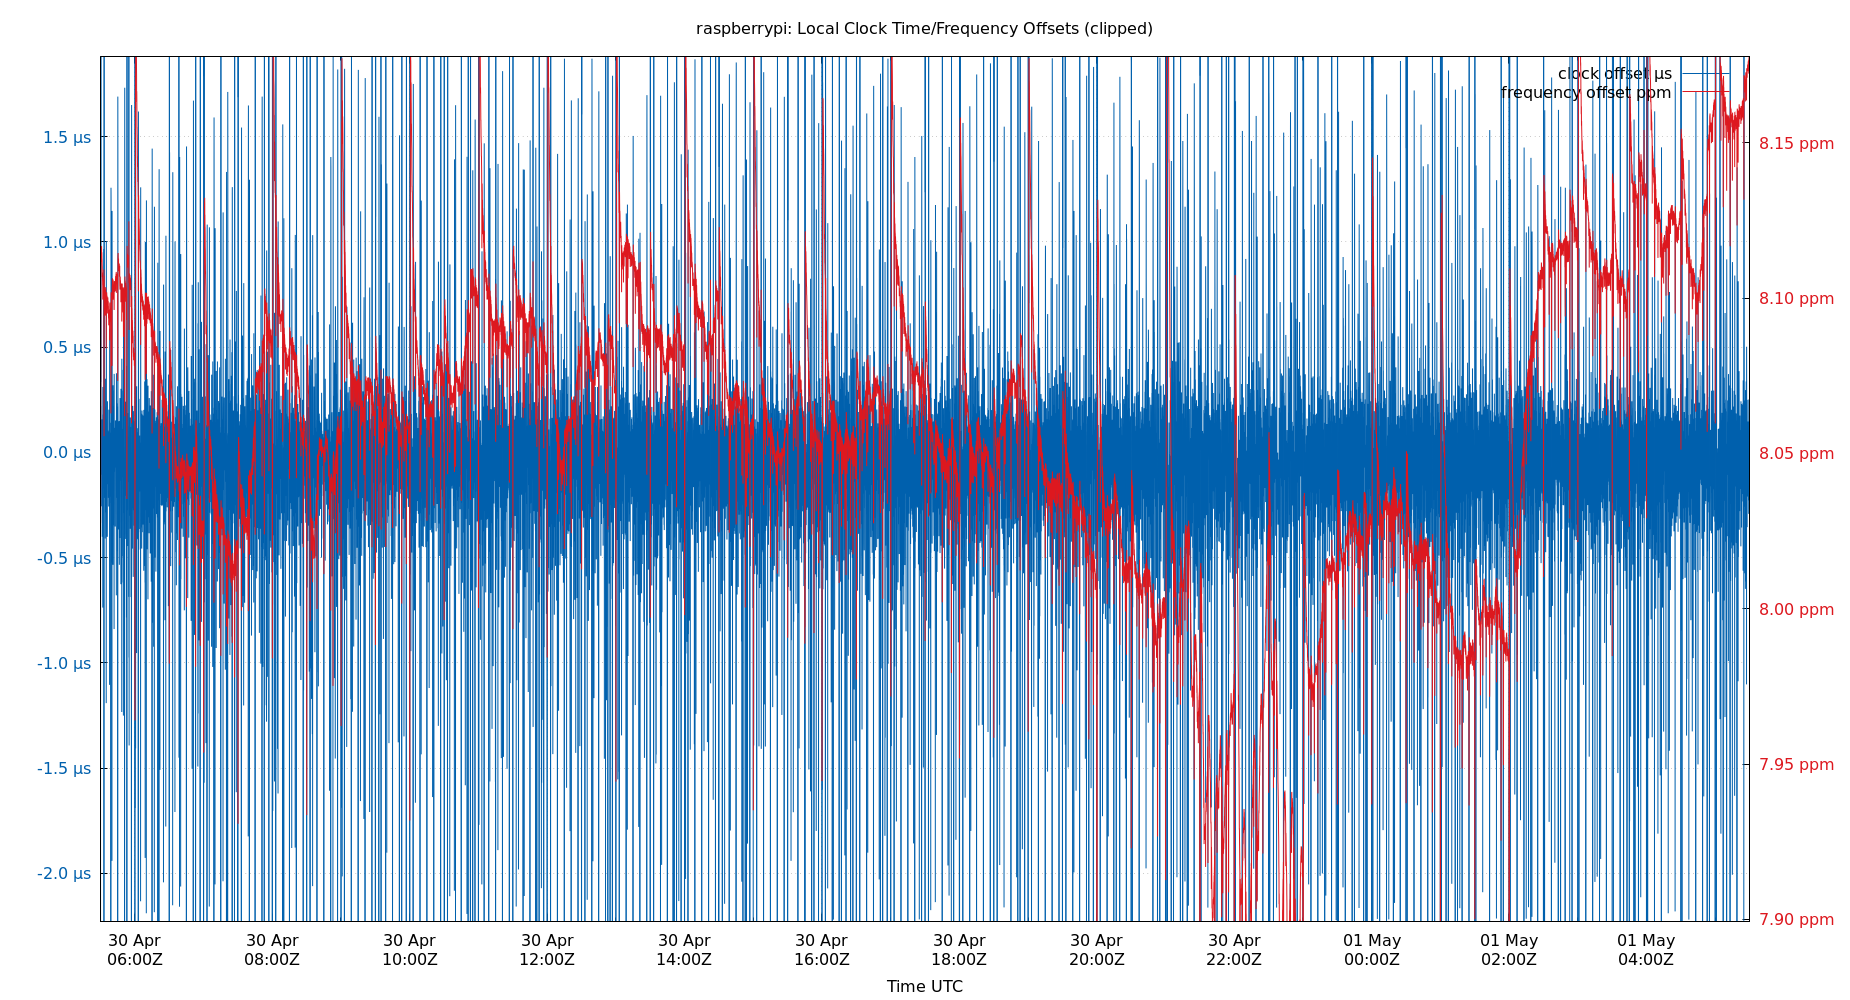 raspberrypi: Local Clock Time/Frequency Offsets (clipped)
clock offset µs
frequency offset ppm
1.5 µs
1.0 µs
0.5 µs
0.0 µs
-0.5 µs
-1.0 µs
-1.5 µs
-2.0 µs
8.15 ppm
8.10 ppm
8.05 ppm
8.00 ppm
7.95 ppm
7.90 ppm
30 Apr 30 Apr 30 Apr 30 Apr 30 Apr 30 Apr 30 Apr 30 Apr 30 Apr 01 May 01 May 01 May
06:00Z 08:00Z 10:00Z 12:00Z 14:00Z 16:00Z 18:00Z 20:00Z 22:00Z 00:00Z 02:00Z 04:00Z
Time UTC